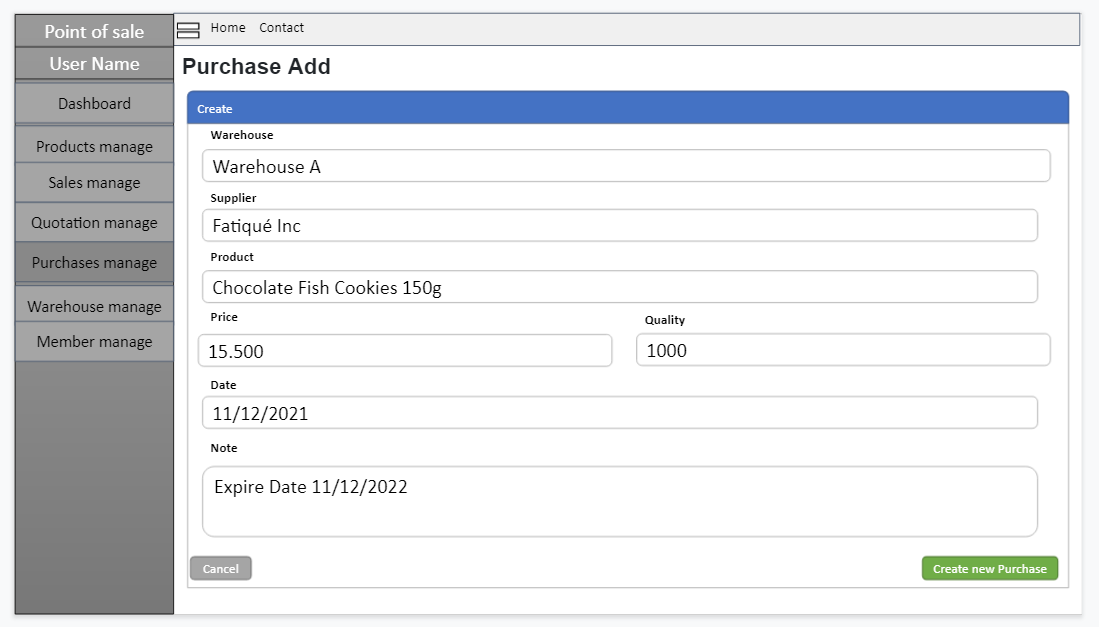 Point of sale
User Name
Dashboard
Products manage
Sales manage
Quotation manage
Purchases manage
Warehouse manage
Member manage
Home Contact
Purchase Add
Create
Warehouse
Warehouse A
Supplier
Fatiqué Inc
Product
Chocolate Fish Cookies 150g
Price
15.500
Quality
1000
Date
11/12/2021
Note
Expire Date 11/12/2022
Cancel
Create new Purchase